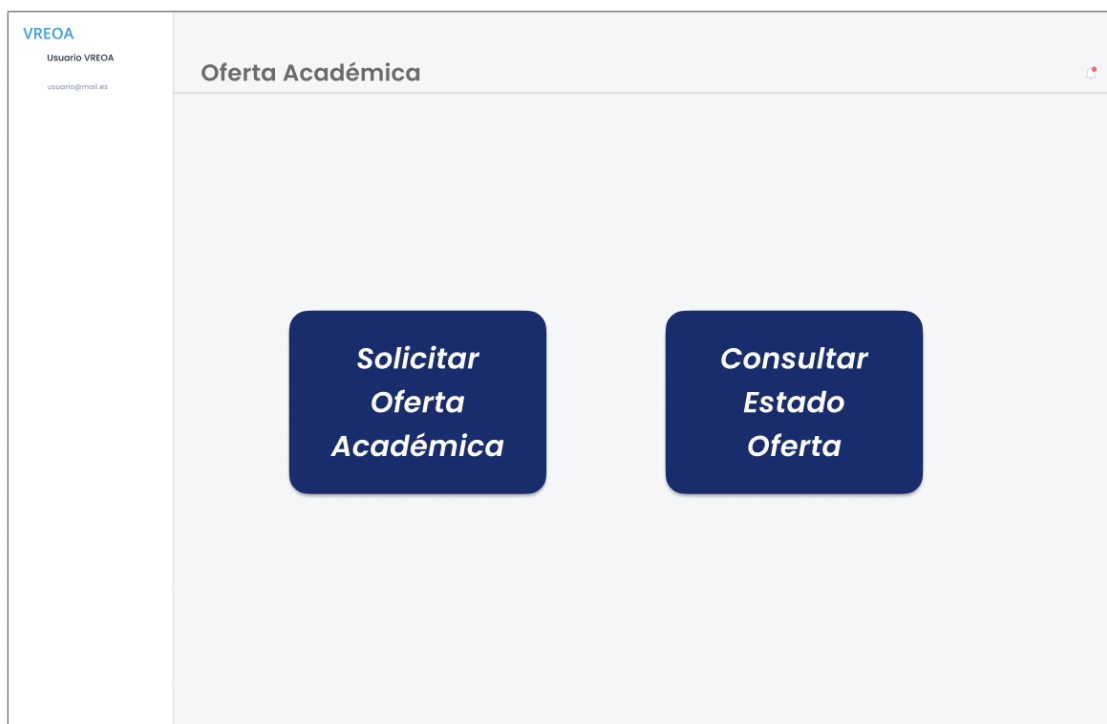 VREOA
Usuario VREOA
usuario@mail.es
Oferta Académica
Solicitar
Oferta
Académica
Consultar
Estado
Oferta